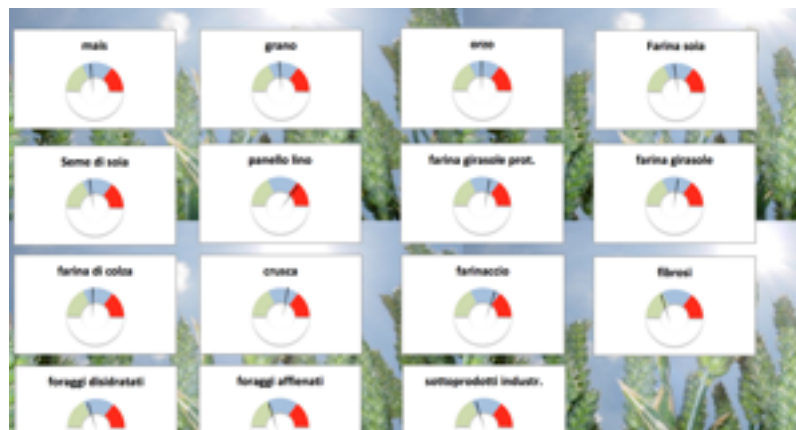 mais
grano
orzo
Farina soia
Seme di soia
panello lino
farina girasole prot.
farina girasole
farina di colza
crusca
farinaccio
fibrosi
foraggi disidratati
foraggi affienati
sottoprodotti industr.